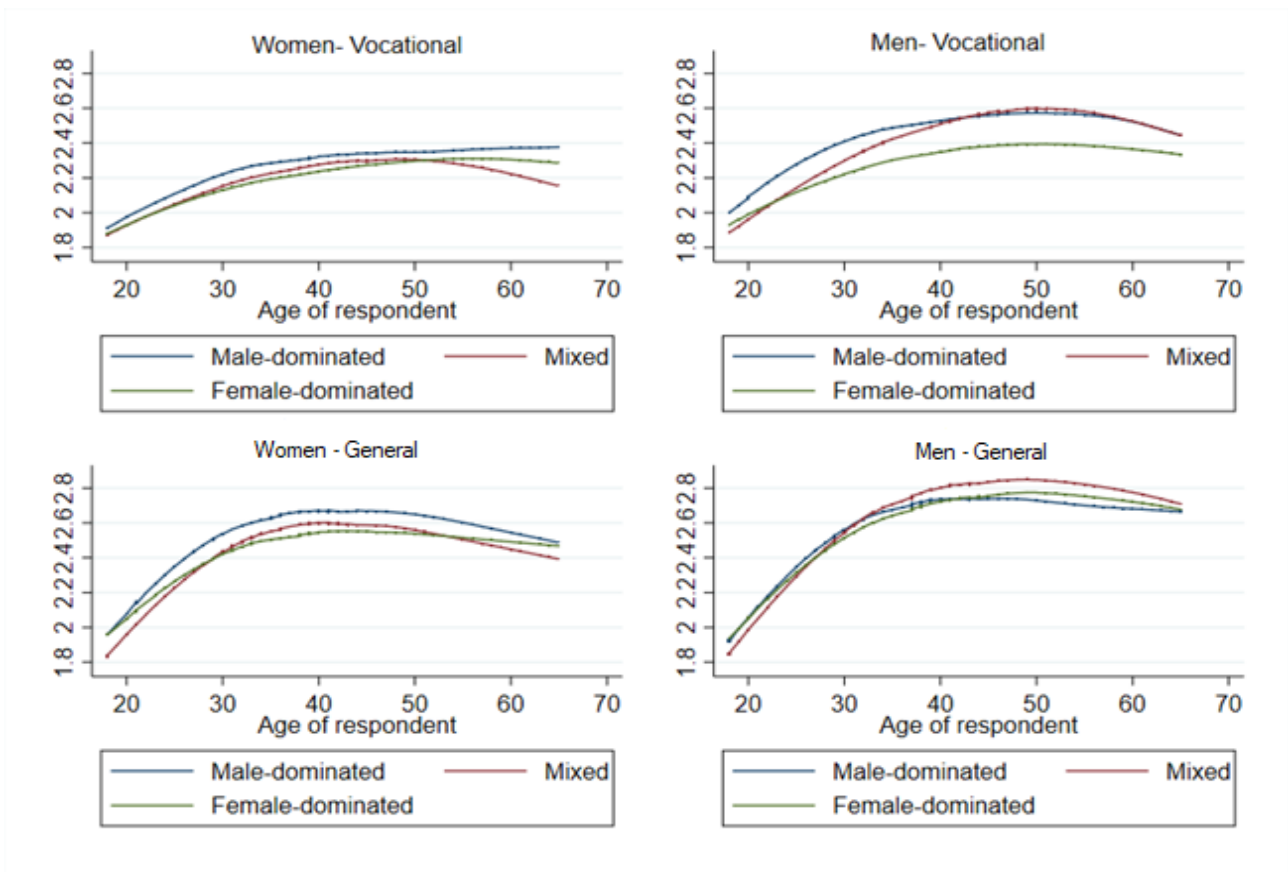 Women- Vocational
1.8 2 2.2 2.4 2.6 2.8
20 30 40 50 60 70
Age of respondent
Male-dominated Mixed
Female-dominated
Men- Vocational
1.8 2 2.2 2.4 2.6 2.8
20 30 40 50 60 70
Age of respondent
Male-dominated Mixed
Female-dominated
Women - General
1.8 2 2.2 2.4 2.6 2.8
20 30 40 50 60 70
Age of respondent
Male-dominated Mixed
Female-dominated
Men - General
1.8 2 2.2 2.4 2.6 2.8
20 30 40 50 60 70
Age of respondent
Male-dominated Mixed
Female-dominated